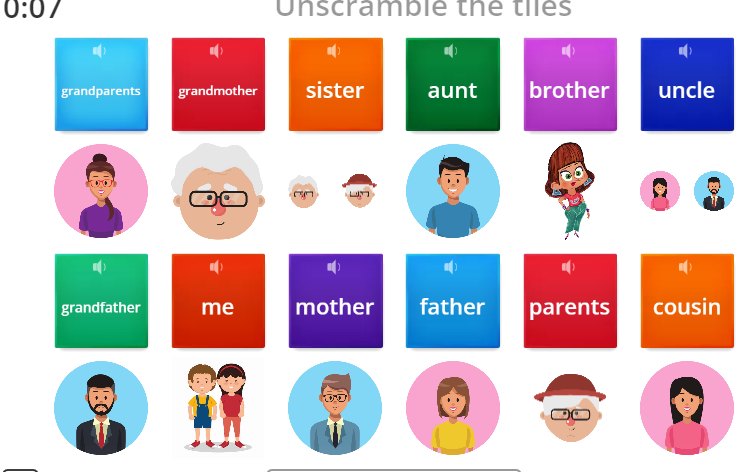 0:07
Unscramble the tiles
grandparents grandmother sister aunt brother uncle
grandfather me mother father parents cousin